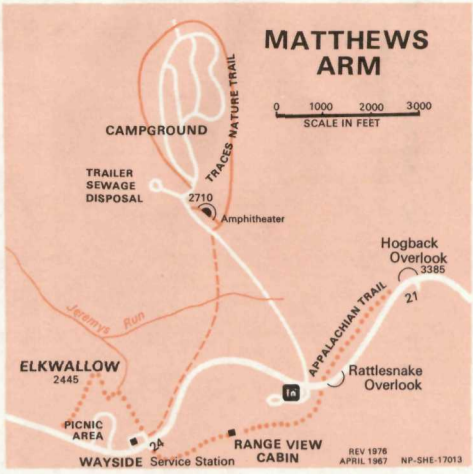 MATTHEWS
ARM
0 1000 2000 3000
SCALE IN FEET
CAMPGROUND
TRACES NATURE TRAIL
TRAILER
SEWAGE
DISPOSAL
2710
Amphitheater
Hogback
Overlook
3385
21
APPALACHIAN TRAIL
Jeremys Run
Rattlesnake
Overlook
ELKWALLOW
2445
PICNIC
AREA
24
WAYSIDE Service Station
RANGE VIEW
CABIN
REV 1976
APRIL 1967 NP-SHE-17013